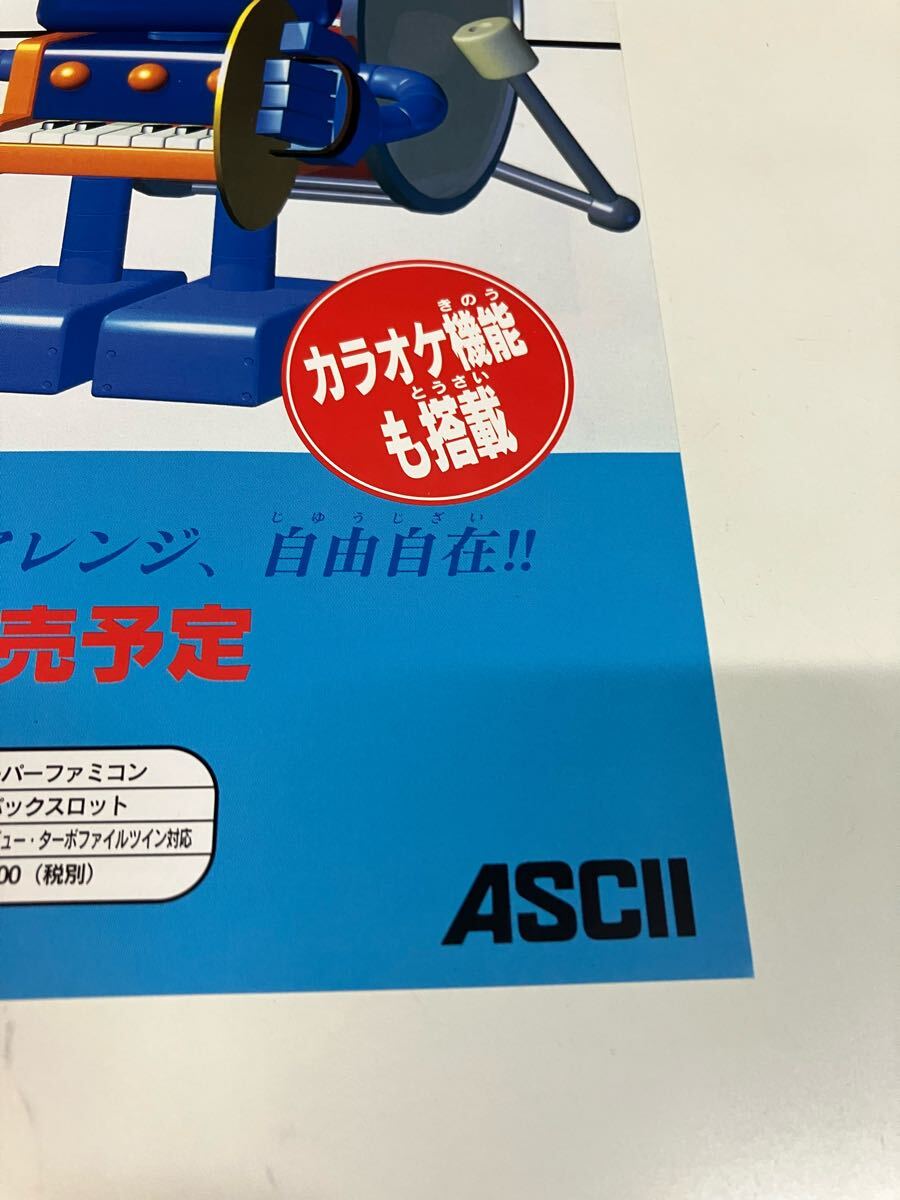 きのう
カラオケ機能
とうさい
も搭載
じゆうじざい
アレンジ、自由自在!!
売予定
ーパーファミコン
パックスロット
ュー・ターボファイルツイン対応
00（税別）
ASCII